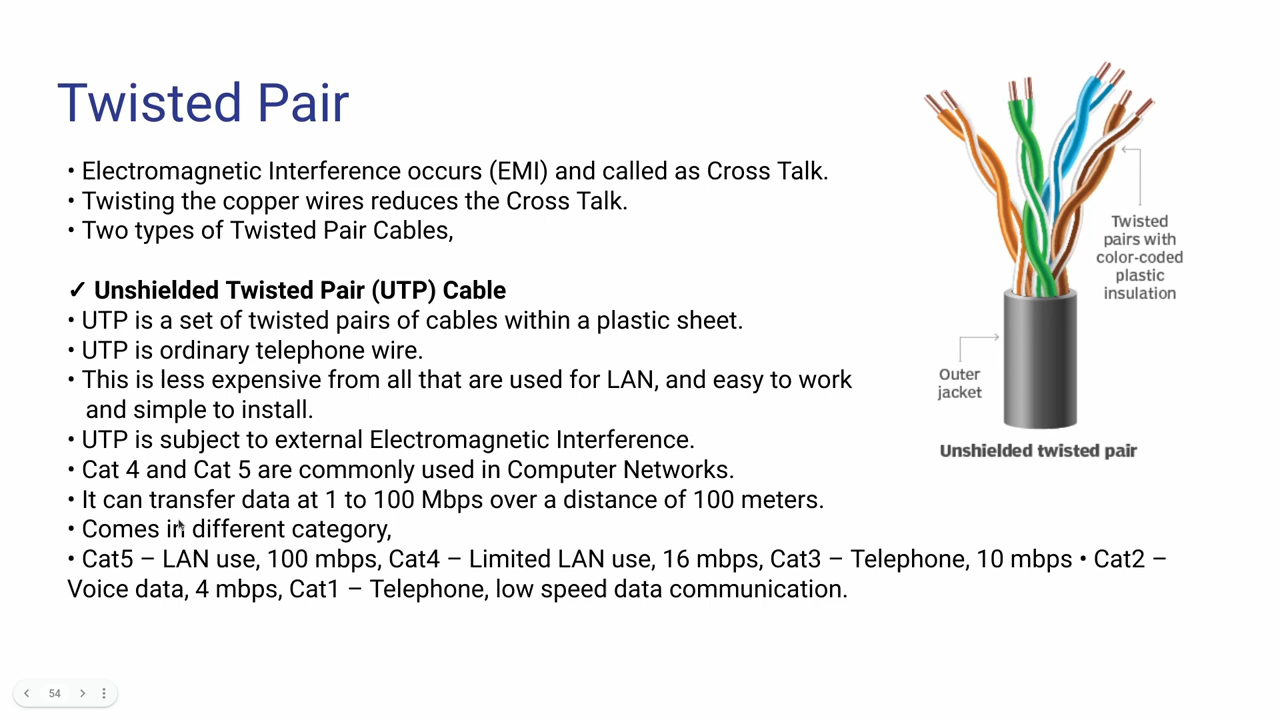 Twisted Pair
• Electromagnetic Interference occurs (EMI) and called as Cross Talk.
• Twisting the copper wires reduces the Cross Talk.
• Two types of Twisted Pair Cables,
✓ Unshielded Twisted Pair (UTP) Cable
• UTP is a set of twisted pairs of cables within a plastic sheet.
• UTP is ordinary telephone wire.
• This is less expensive from all that are used for LAN, and easy to work
and simple to install.
• UTP is subject to external Electromagnetic Interference.
• Cat 4 and Cat 5 are commonly used in Computer Networks.
• It can transfer data at 1 to 100 Mbps over a distance of 100 meters.
• Comes in different category,
• Cat5 – LAN use, 100 mbps, Cat4 – Limited LAN use, 16 mbps, Cat3 – Telephone, 10 mbps • Cat2 –
Voice data, 4 mbps, Cat1 – Telephone, low speed data communication.
Twisted
pairs with
color-coded
plastic
insulation
Outer
jacket
Unshielded twisted pair
54